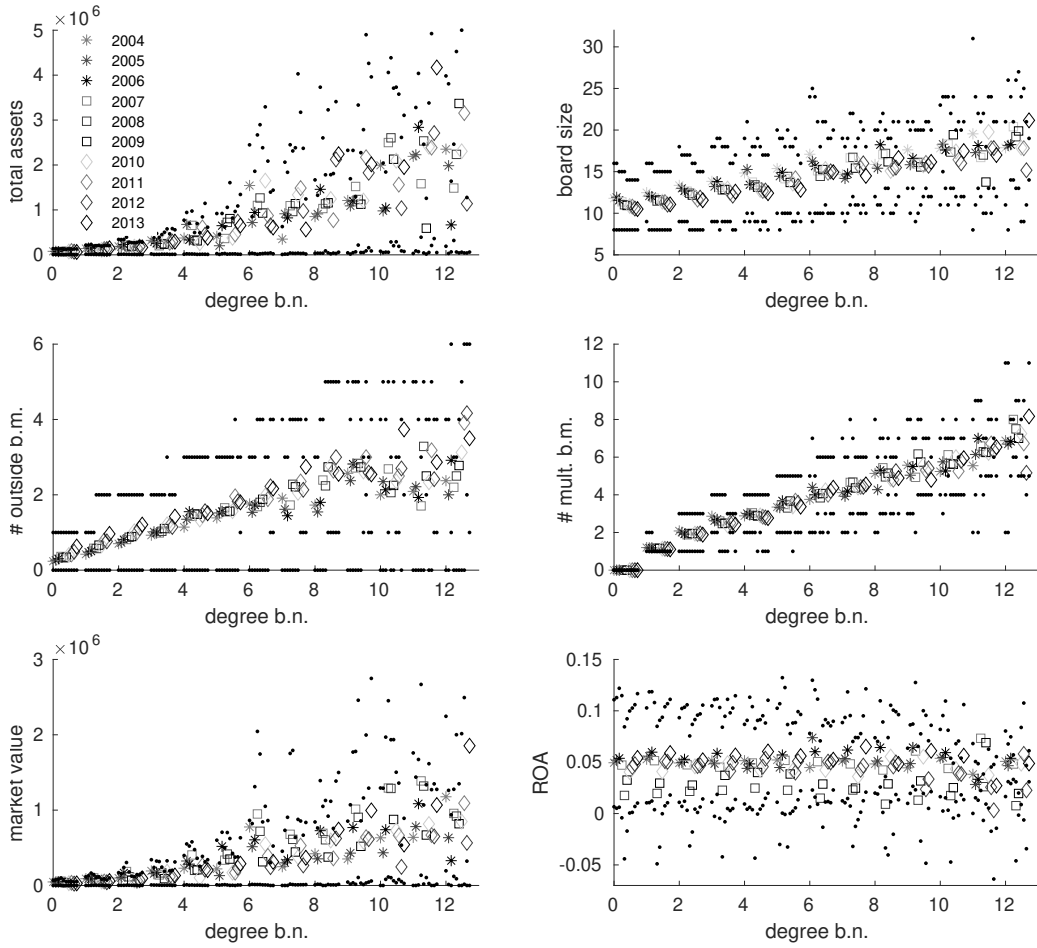 ×10^6
5
4
3
2
1
0
total assets
2004
2005
2006
2007
2008
2009
2010
2011
2012
2013
0 2 4 6 8 10 12
degree b.n.
30
25
20
15
10
5
board size
0 2 4 6 8 10 12
degree b.n.
6
4
2
0
# outside b.m.
0 2 4 6 8 10 12
degree b.n.
12
10
8
6
4
2
0
# mult. b.m.
0 2 4 6 8 10 12
degree b.n.
×10^6
3
2
1
0
market value
0 2 4 6 8 10 12
degree b.n.
0.15
0.1
0.05
0
-0.05
ROA
0 2 4 6 8 10 12
degree b.n.